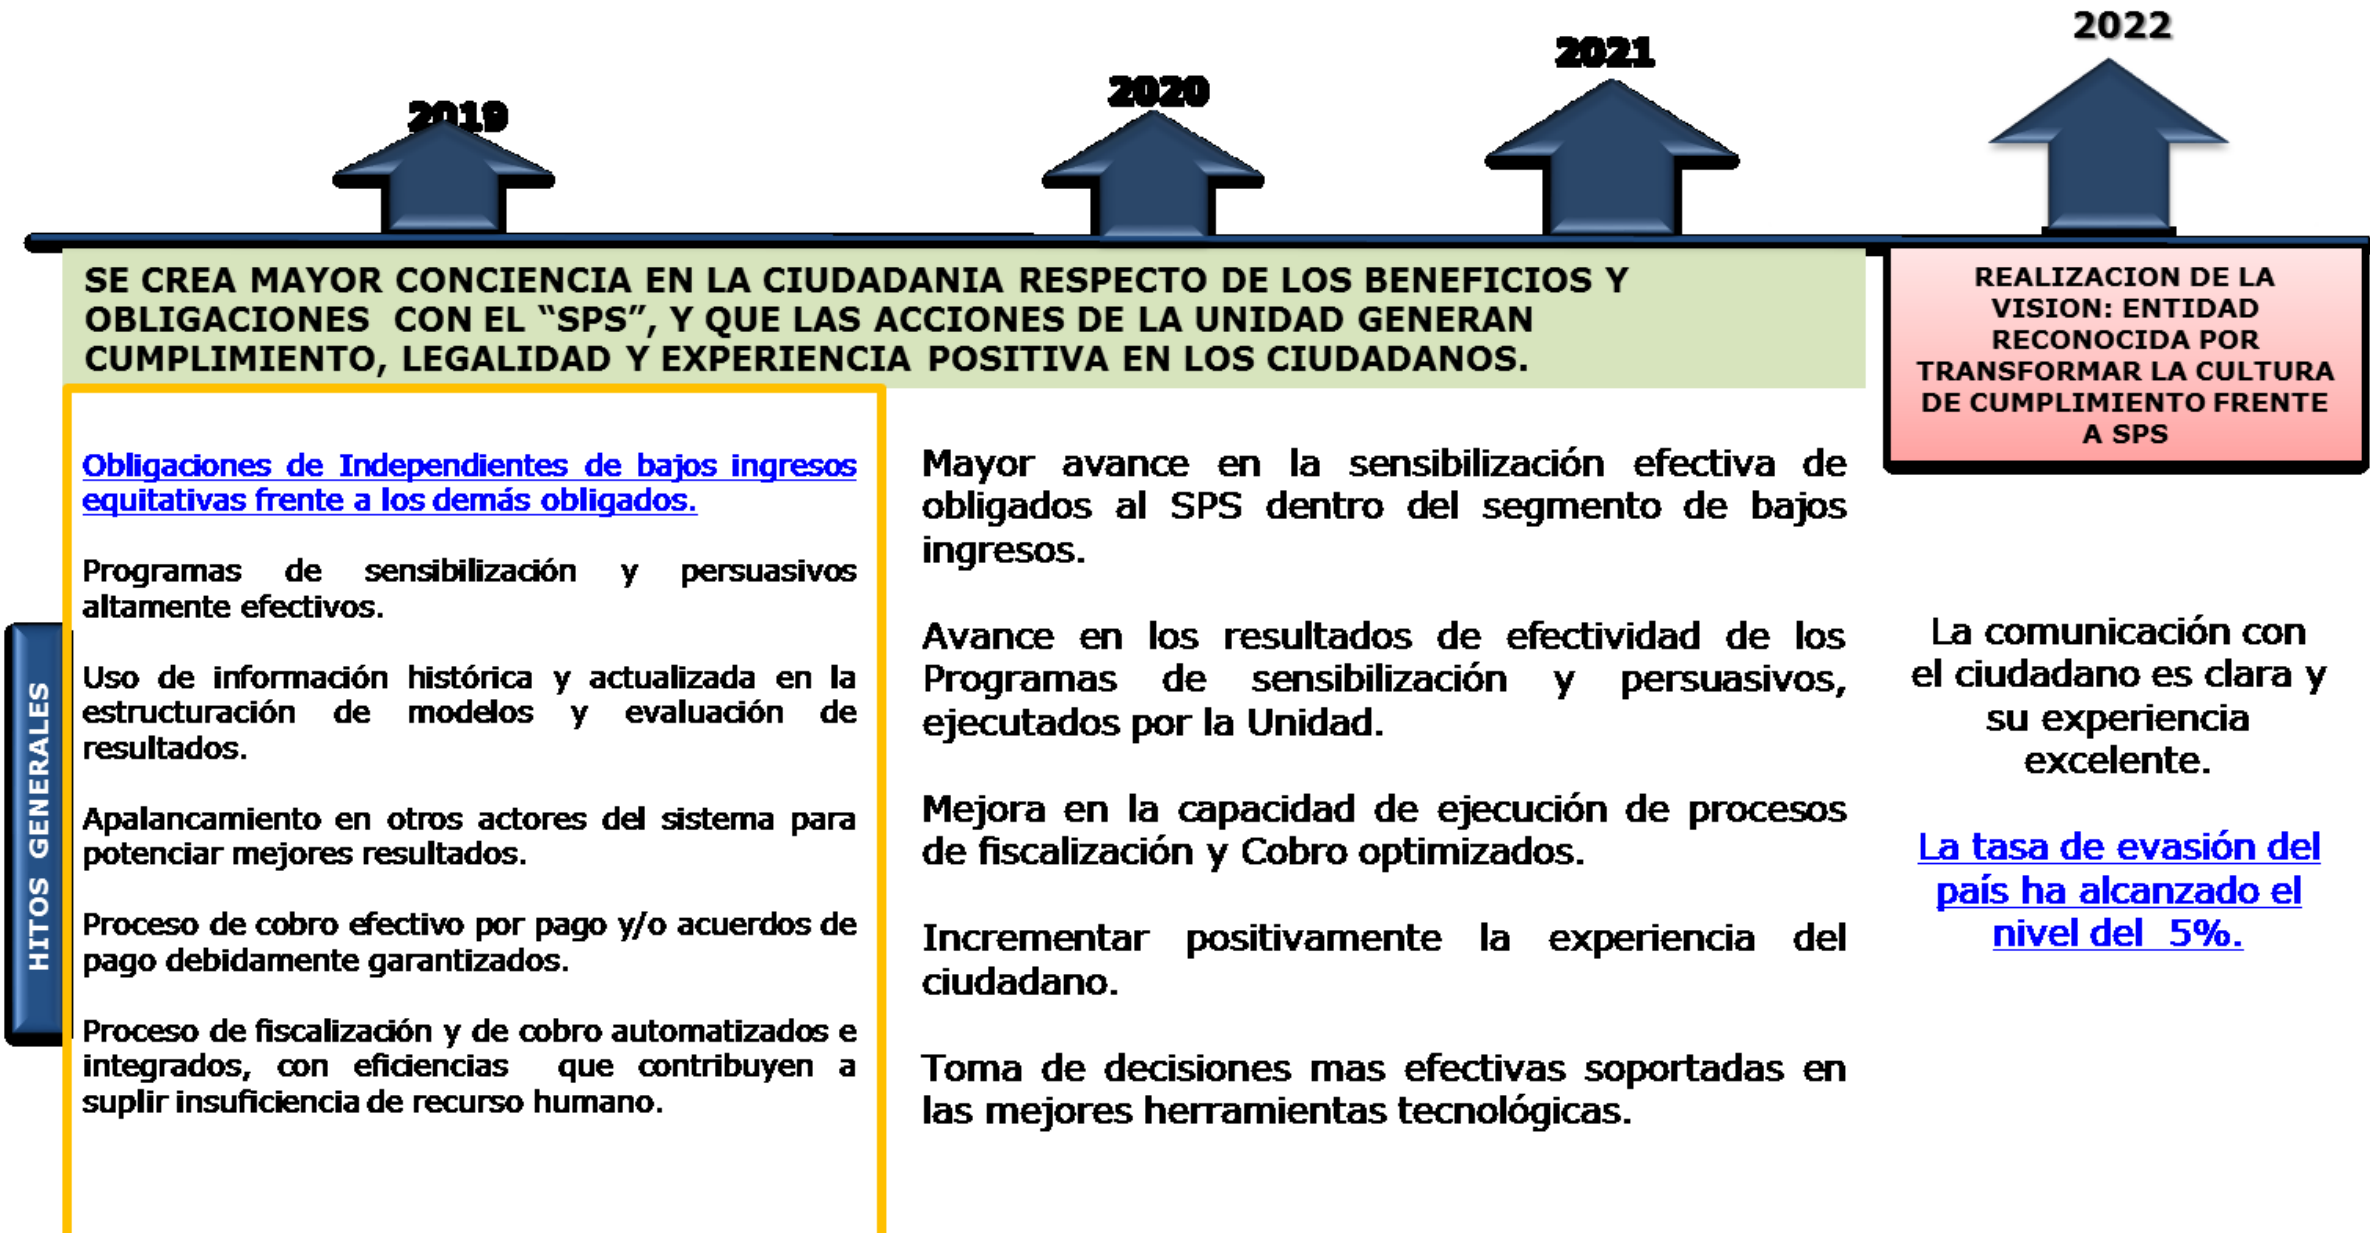 2019
2020
2021
2022
SE CREA MAYOR CONCIENCIA EN LA CIUDADANIA RESPECTO DE LOS BENEFICIOS Y
OBLIGACIONES CON EL “SPS”, Y QUE LAS ACCIONES DE LA UNIDAD GENERAN
CUMPLIMIENTO, LEGALIDAD Y EXPERIENCIA POSITIVA EN LOS CIUDADANOS.
REALIZACION DE LA
VISION: ENTIDAD
RECONOCIDA POR
TRANSFORMAR LA CULTURA
DE CUMPLIMIENTO FRENTE
A SPS
HITOS GENERALES
Obligaciones de Independientes de bajos ingresos
equitativas frente a los demás obligados.
Programas de sensibilización y persuasivos
altamente efectivos.
Uso de información histórica y actualizada en la
estructuración de modelos y evaluación de
resultados.
Apalancamiento en otros actores del sistema para
potenciar mejores resultados.
Proceso de cobro efectivo por pago y/o acuerdos de
pago debidamente garantizados.
Proceso de fiscalización y de cobro automatizados e
integrados, con eficiencias que contribuyen a
suplir insuficiencia de recurso humano.
Mayor avance en la sensibilización efectiva de
obligados al SPS dentro del segmento de bajos
ingresos.
Avance en los resultados de efectividad de los
Programas de sensibilización y persuasivos,
ejecutados por la Unidad.
Mejora en la capacidad de ejecución de procesos
de fiscalización y Cobro optimizados.
Incrementar positivamente la experiencia del
ciudadano.
Toma de decisiones mas efectivas soportadas en
las mejores herramientas tecnológicas.
La comunicación con
el ciudadano es clara y
su experiencia
excelente.
La tasa de evasión del
país ha alcanzado el
nivel del 5%.